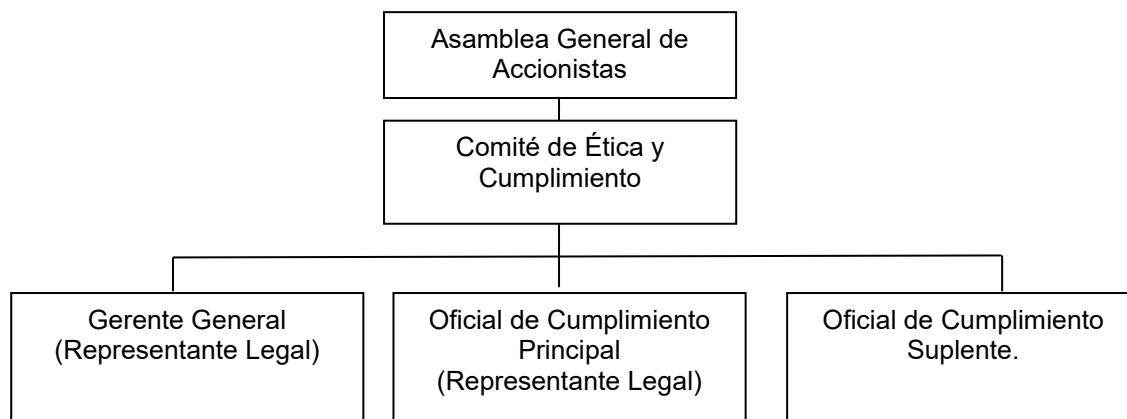 Asamblea General de
Accionistas
Comité de Ética y
Cumplimiento
Gerente General
(Representante Legal)
Oficial de Cumplimiento
Principal
(Representante Legal)
Oficial de Cumplimiento
Suplente.